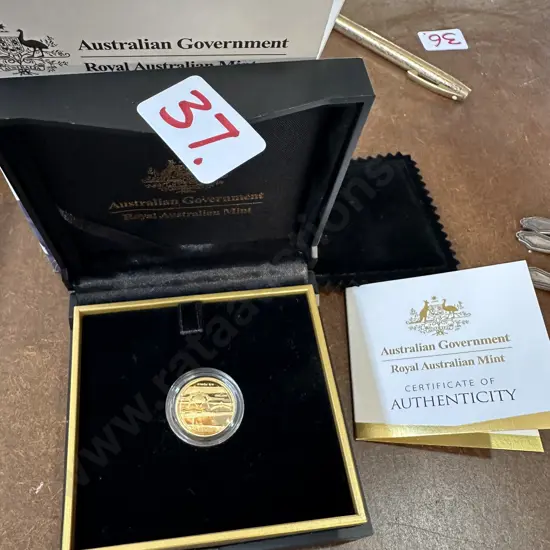 Australian Government
Royal Australian Mint
36.
37.
Australian Government
Royal Australian Mint
Australian Government
Royal Australian Mint
CERTIFICATE OF
AUTHENTICITY